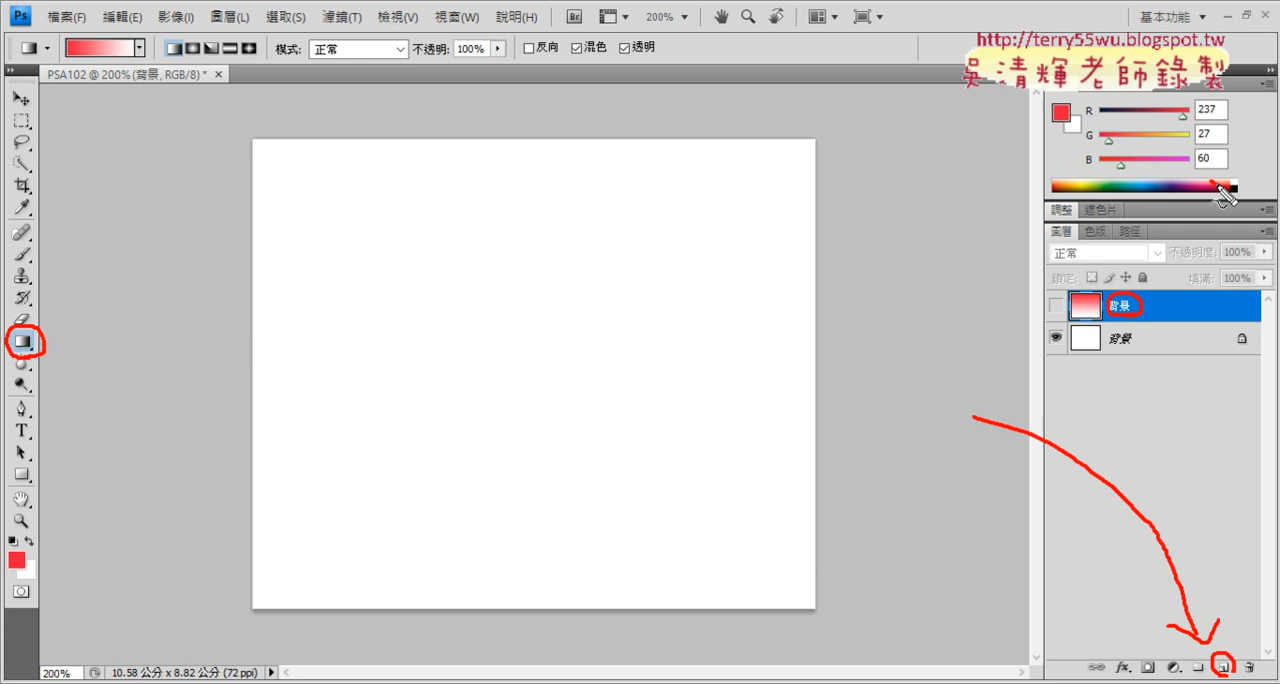 Ps 檔案(F) 編輯(E) 影像(I) 圖層(L) 選取(S) 濾鏡(T) 檢視(V) 視窗(W) 說明(H) Br 200% 基本功能
http://terry55wu.blogspot.tw
模式: 正常 不透明: 100% 反向 混色 透明
吳清輝老師錄製
PSA102 @ 200% (背景, RGB/8) *
R 237
G 27
B 60
調整 遮色片
圖層 色版 路徑
正常 不透明度: 100%
鎖定: 填滿: 100%
背景
背景
T
fx
200% 10.58 公分 x 8.82 公分 (72 ppi)